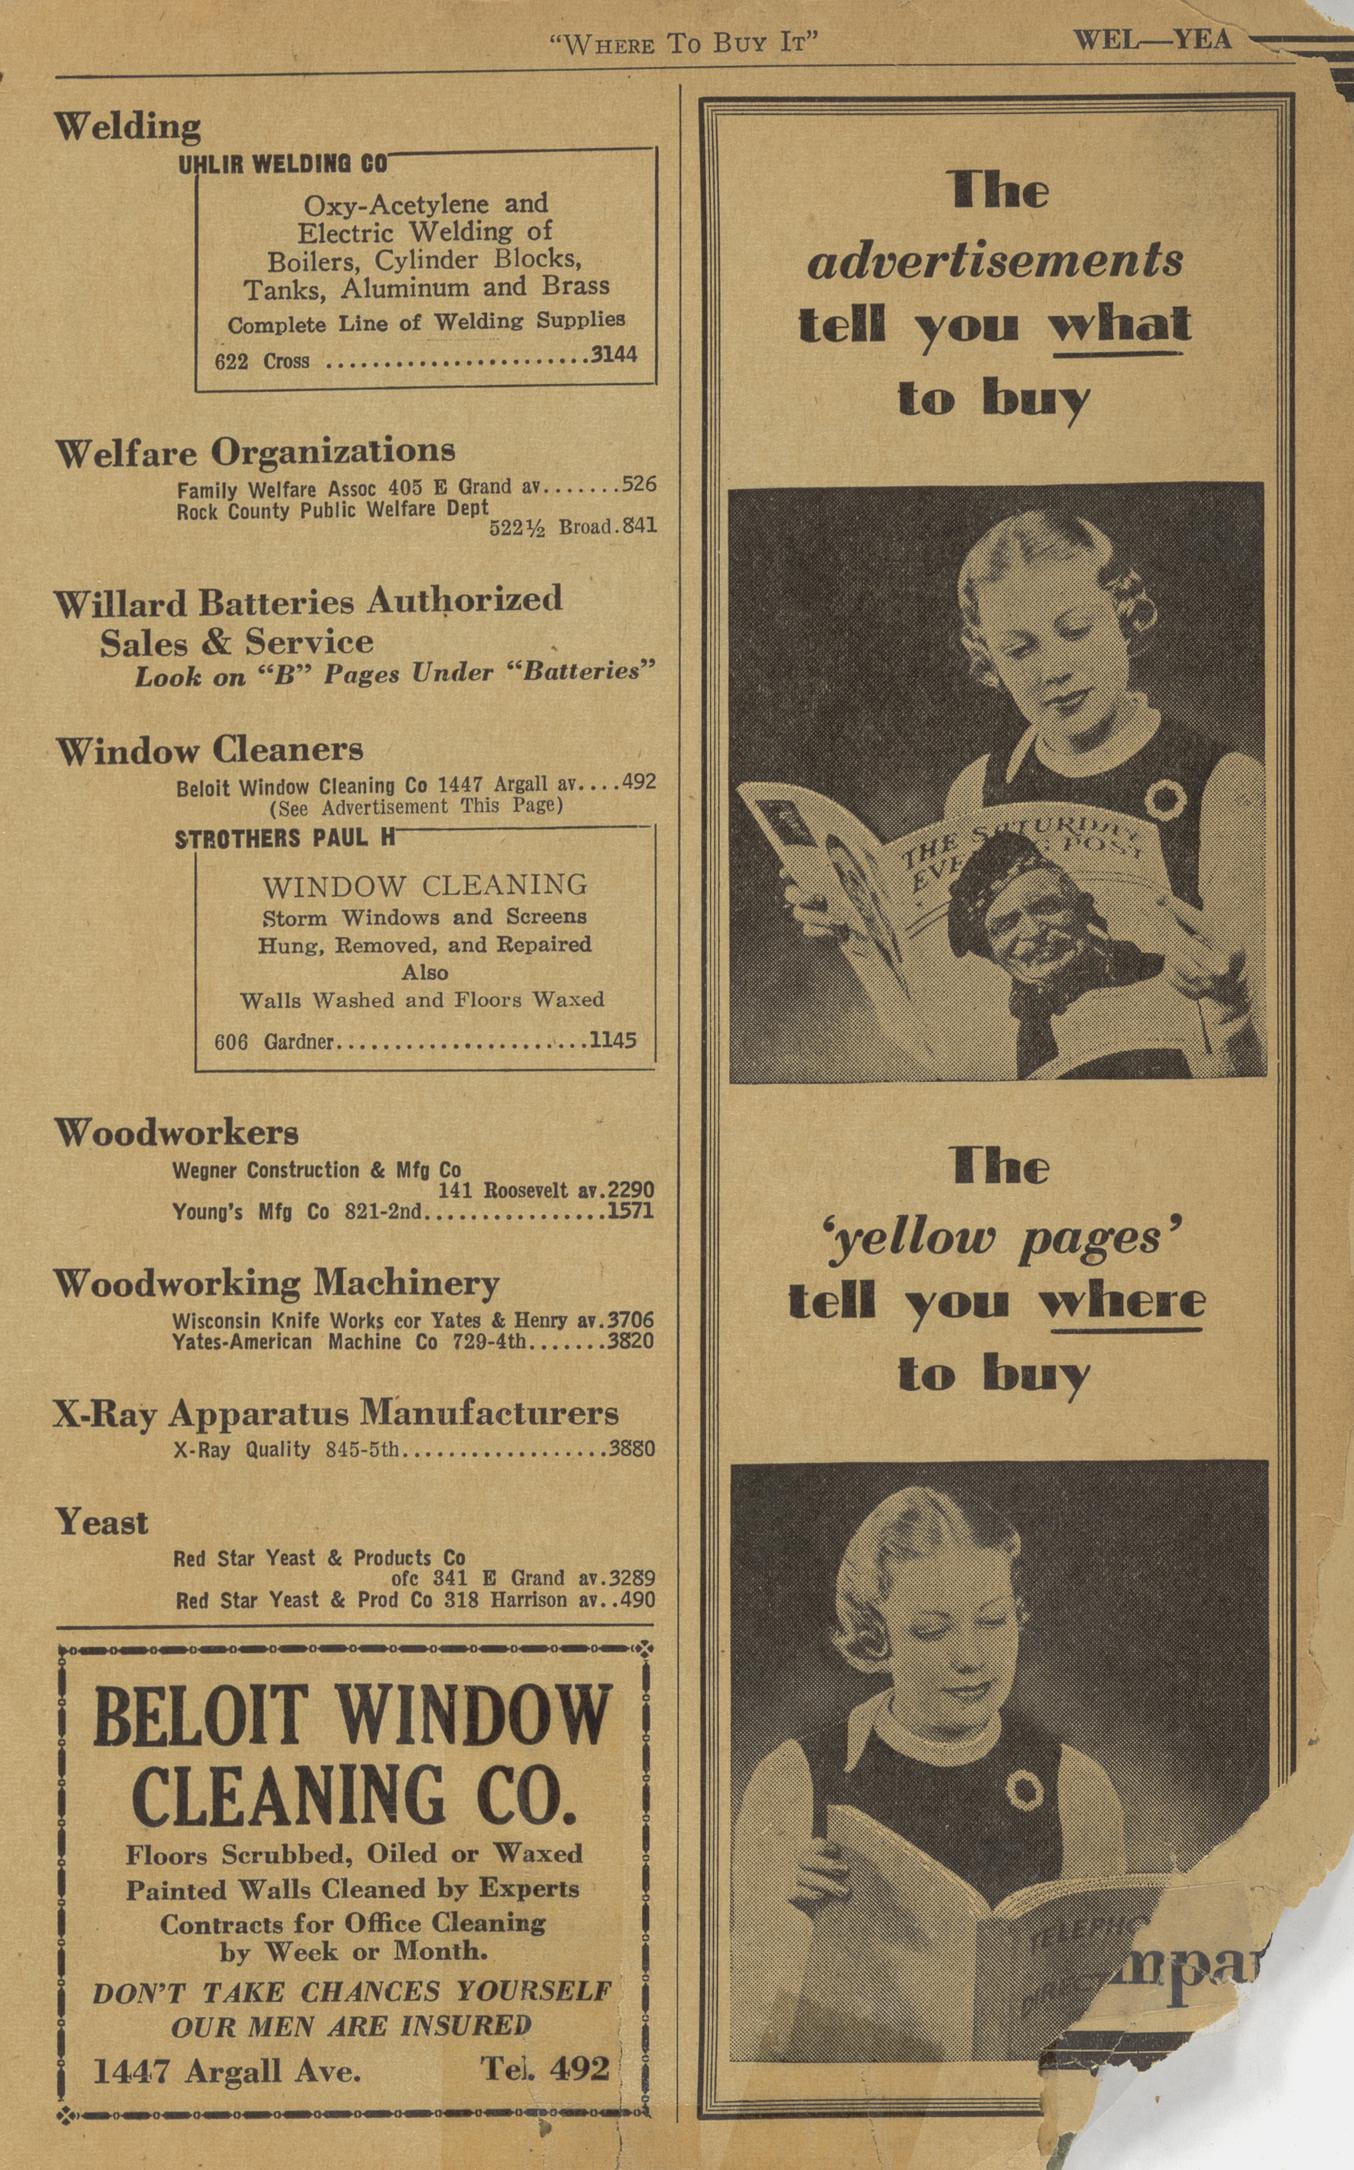 "WHERE TO BUY IT"
WEL—YEA
Welding
UHLIR WELDING CO
Oxy-Acetylene and
Electric Welding of
Boilers, Cylinder Blocks,
Tanks, Aluminum and Brass
Complete Line of Welding Supplies
622 Cross ......................3144
Welfare Organizations
Family Welfare Assoc 405 E Grand av.......526
Rock County Public Welfare Dept
522½ Broad.841
Willard Batteries Authorized
Sales & Service
Look on "B" Pages Under "Batteries"
Window Cleaners
Beloit Window Cleaning Co 1447 Argall av....492
(See Advertisement This Page)
STROTHERS PAUL H
WINDOW CLEANING
Storm Windows and Screens
Hung, Removed, and Repaired
Also
Walls Washed and Floors Waxed
606 Gardner......................1145
Woodworkers
Wegner Construction & Mfg Co
141 Roosevelt av.2290
Young's Mfg Co 821-2nd................1571
Woodworking Machinery
Wisconsin Knife Works cor Yates & Henry av.3706
Yates-American Machine Co 729-4th.......3820
X-Ray Apparatus Manufacturers
X-Ray Quality 845-5th..................3880
Yeast
Red Star Yeast & Products Co
ofc 341 E Grand av.3289
Red Star Yeast & Prod Co 318 Harrison av..490
BELOIT WINDOW
CLEANING CO.
Floors Scrubbed, Oiled or Waxed
Painted Walls Cleaned by Experts
Contracts for Office Cleaning
by Week or Month.
DON'T TAKE CHANCES YOURSELF
OUR MEN ARE INSURED
1447 Argall Ave. Tel. 492
The
advertisements
tell you what
to buy
THE SATURDAY
EVE G POST
The
'yellow pages'
tell you where
to buy
TELEPHO
DIRECT
mpa